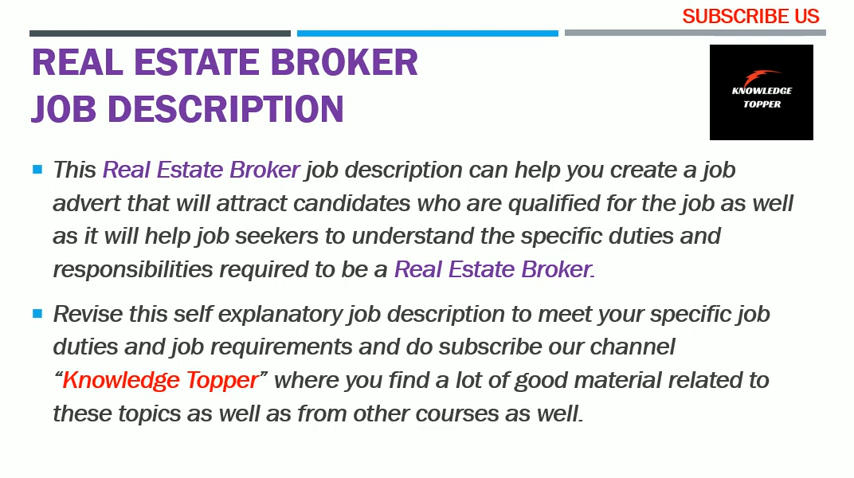 SUBSCRIBE US
REAL ESTATE BROKER
JOB DESCRIPTION
KNOWLEDGE
TOPPER
This Real Estate Broker job description can help you create a job
advert that will attract candidates who are qualified for the job as well
as it will help job seekers to understand the specific duties and
responsibilities required to be a Real Estate Broker.
Revise this self explanatory job description to meet your specific job
duties and job requirements and do subscribe our channel
“Knowledge Topper” where you find a lot of good material related to
these topics as well as from other courses as well.